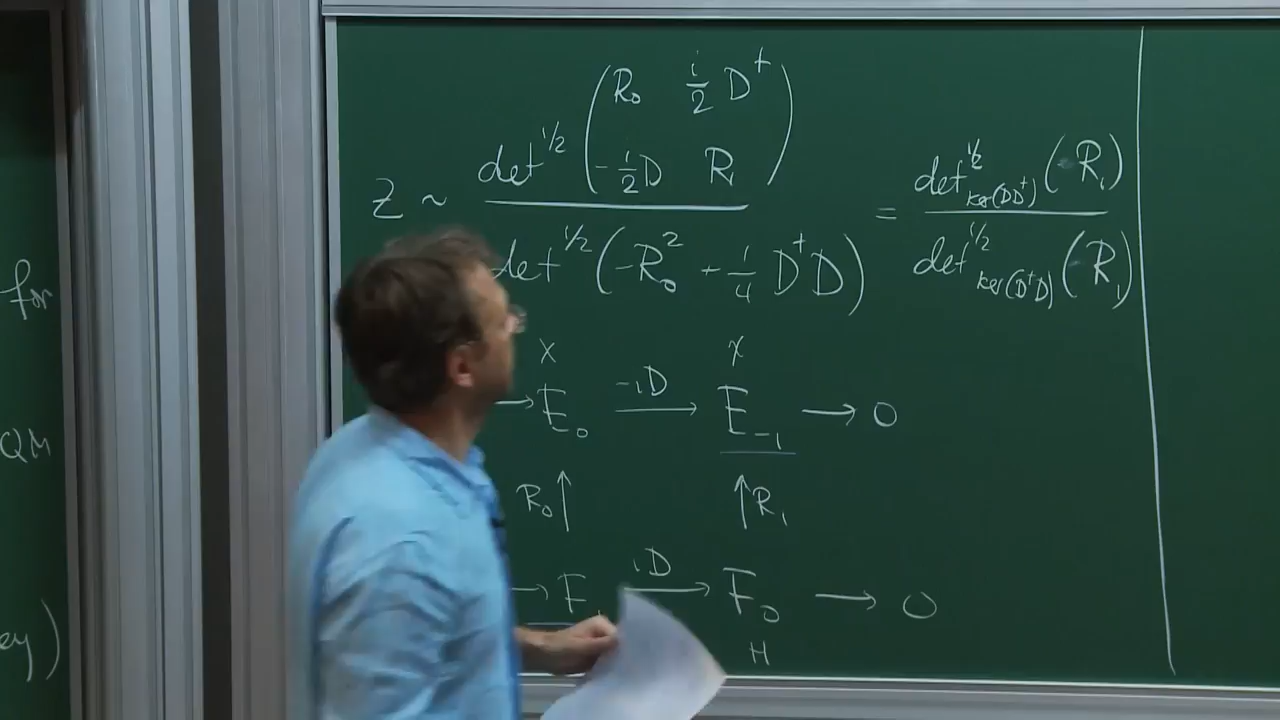 for
QM
ey)
Z ~ det^{1/2} ( R₀ i/2 D† ; -i/2 D R₁ ) / det^{1/2} ( -R₀² + 1/4 D†D ) = det^{1/2}_{ker(DD†)} (-R₁) / det^{1/2}_{ker(D†D)} (-R₁)
X χ
→ E₀ —-iD→ E₋₁ → 0
R₀ ↑ ↑ R₁
→ F —iD→ F₀ → 0
H